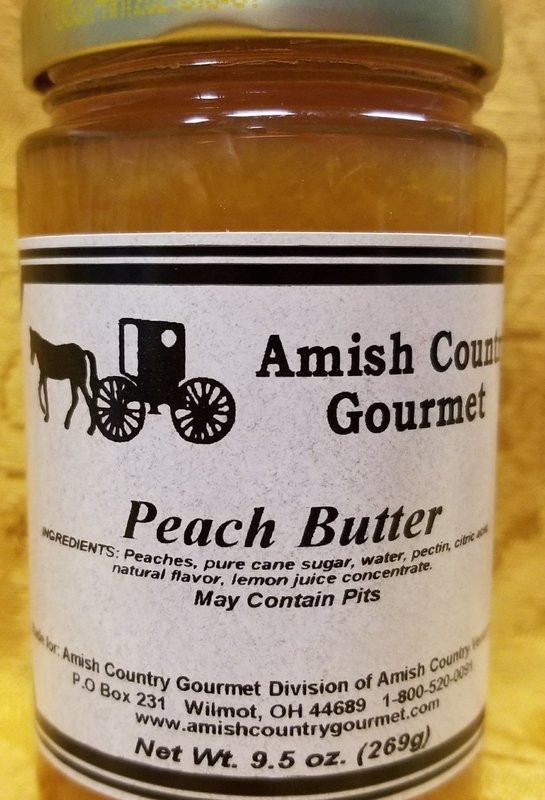 Amish Country
Gourmet
Peach Butter
INGREDIENTS: Peaches, pure cane sugar, water, pectin, citric acid,
natural flavor, lemon juice concentrate.
May Contain Pits
for: Amish Country Gourmet Division of Amish Country
P.O Box 231 Wilmot, OH 44689 1-800-520-0091
www.amishcountrygourmet.com
Net Wt. 9.5 oz. (269g)